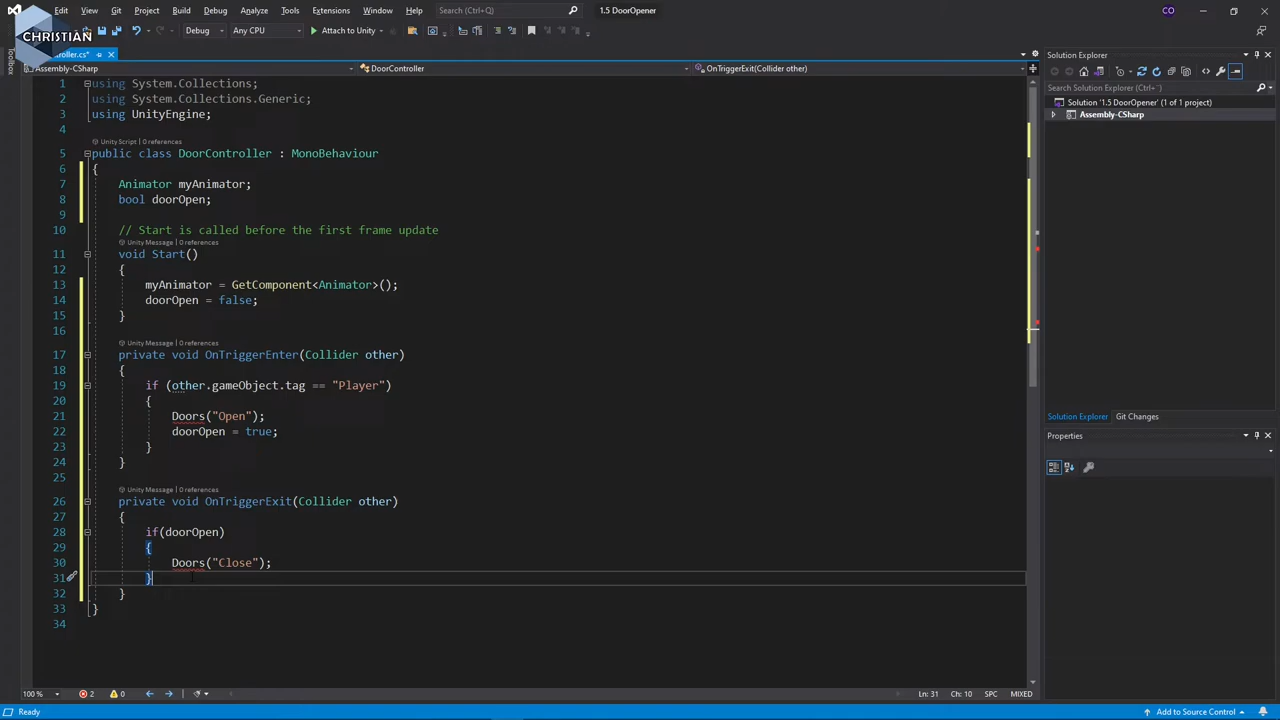 File Edit View Git Project Build Debug Analyze Tools Extensions Window Help Search (Ctrl+Q) 1.5 DoorOpener CO
CHRISTIAN
Debug Any CPU Attach to Unity
Toolbox
roller.cs*
Assembly-CSharp DoorController OnTriggerExit(Collider other)
1 using System.Collections;
2 using System.Collections.Generic;
3 using UnityEngine;
4
Unity Script | 0 references
5 public class DoorController : MonoBehaviour
6 {
7 Animator myAnimator;
8 bool doorOpen;
9
10 // Start is called before the first frame update
Unity Message | 0 references
11 void Start()
12 {
13 myAnimator = GetComponent<Animator>();
14 doorOpen = false;
15 }
16
Unity Message | 0 references
17 private void OnTriggerEnter(Collider other)
18 {
19 if (other.gameObject.tag == "Player")
20 {
21 Doors("Open");
22 doorOpen = true;
23 }
24 }
25
Unity Message | 0 references
26 private void OnTriggerExit(Collider other)
27 {
28 if(doorOpen)
29 {
30 Doors("Close");
31 }
32 }
33 }
34
100 % 2 0 Ln: 31 Ch: 10 SPC MIXED
Solution Explorer
Search Solution Explorer (Ctrl+¨)
Solution '1.5 DoorOpener' (1 of 1 project)
Assembly-CSharp
Solution Explorer Git Changes
Properties
Ready Add to Source Control